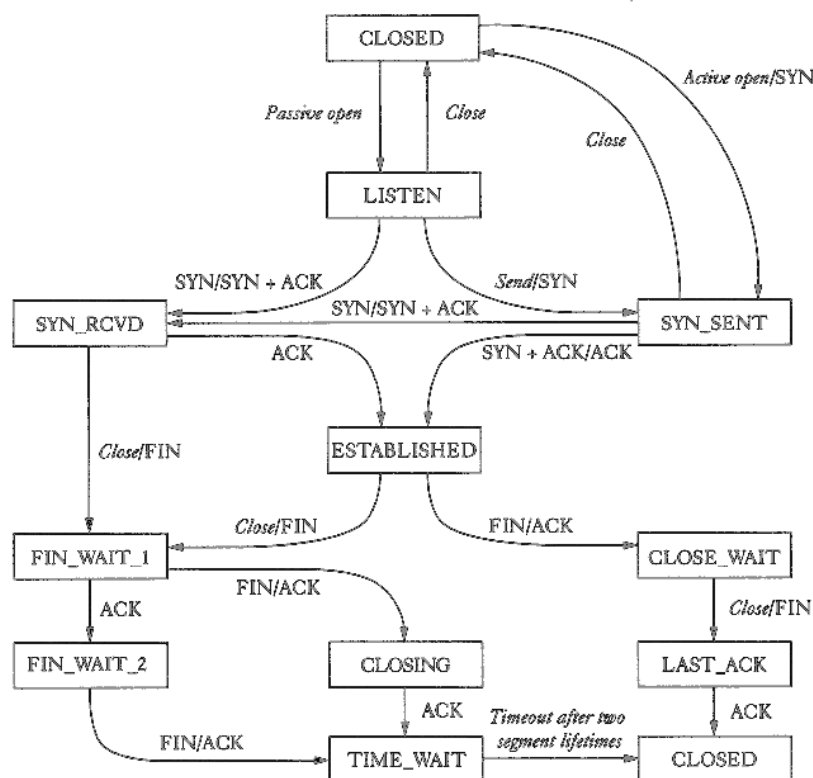 CLOSED
Active open/SYN
Passive open
Close
Close
LISTEN
SYN/SYN + ACK
Send/SYN
SYN/SYN + ACK
SYN_RCVD
SYN_SENT
ACK
SYN + ACK/ACK
Close/FIN
ESTABLISHED
Close/FIN
FIN/ACK
FIN_WAIT_1
CLOSE_WAIT
FIN/ACK
ACK
Close/FIN
FIN_WAIT_2
CLOSING
LAST_ACK
ACK
Timeout after two
segment lifetimes
ACK
FIN/ACK
TIME_WAIT
CLOSED